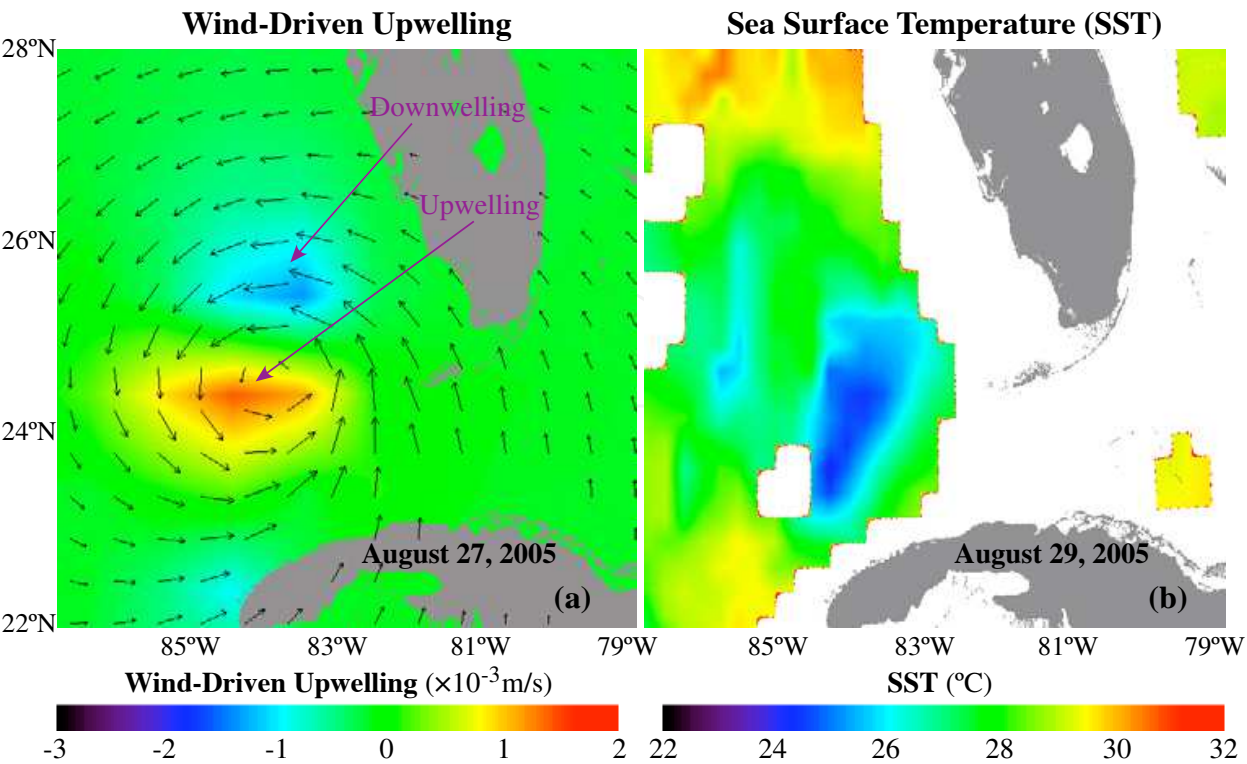 Wind-Driven Upwelling
Sea Surface Temperature (SST)
28ºN
26ºN
24ºN
22ºN
Downwelling
Upwelling
August 27, 2005
(a)
August 29, 2005
(b)
85ºW 83ºW 81ºW 79ºW
85ºW 83ºW 81ºW 79ºW
Wind-Driven Upwelling (×10-3m/s)
-3 -2 -1 0 1 2
SST (ºC)
22 24 26 28 30 32